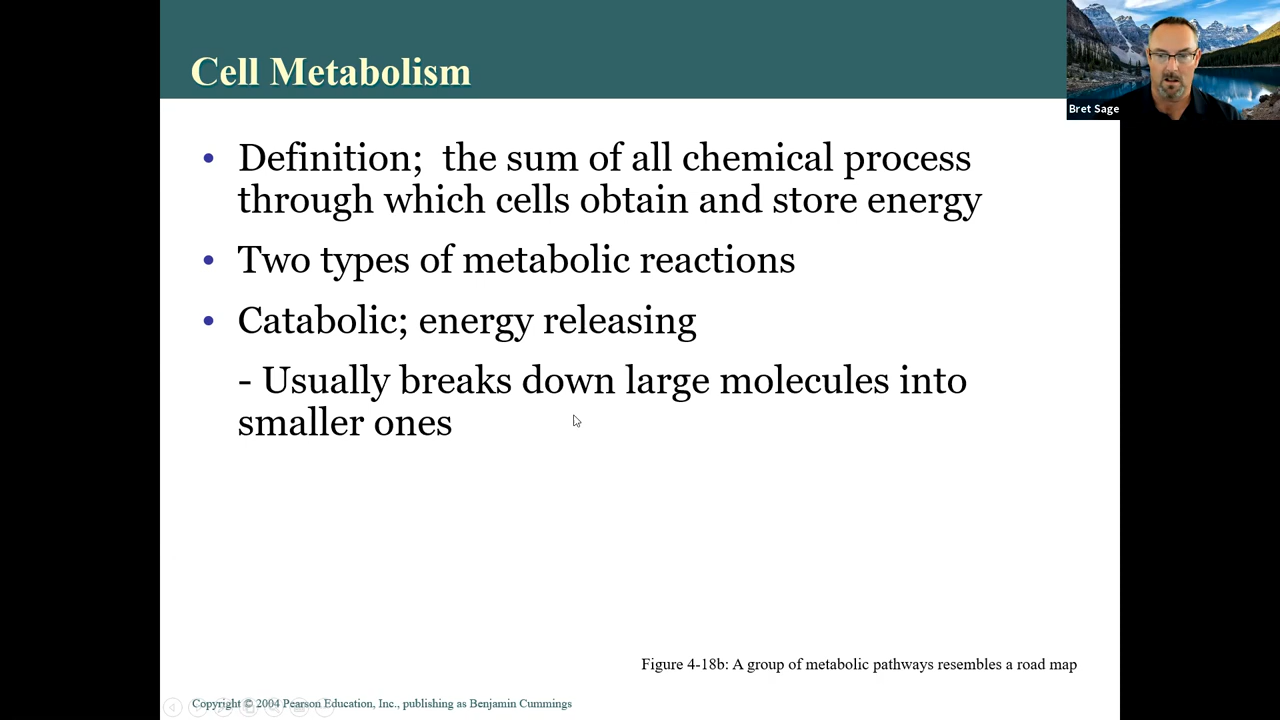 Cell Metabolism
Bret Sage
• Definition;  the sum of all chemical process
through which cells obtain and store energy
• Two types of metabolic reactions
• Catabolic; energy releasing
- Usually breaks down large molecules into
smaller ones
Figure 4-18b: A group of metabolic pathways resembles a road map
Copyright © 2004 Pearson Education, Inc., publishing as Benjamin Cummings